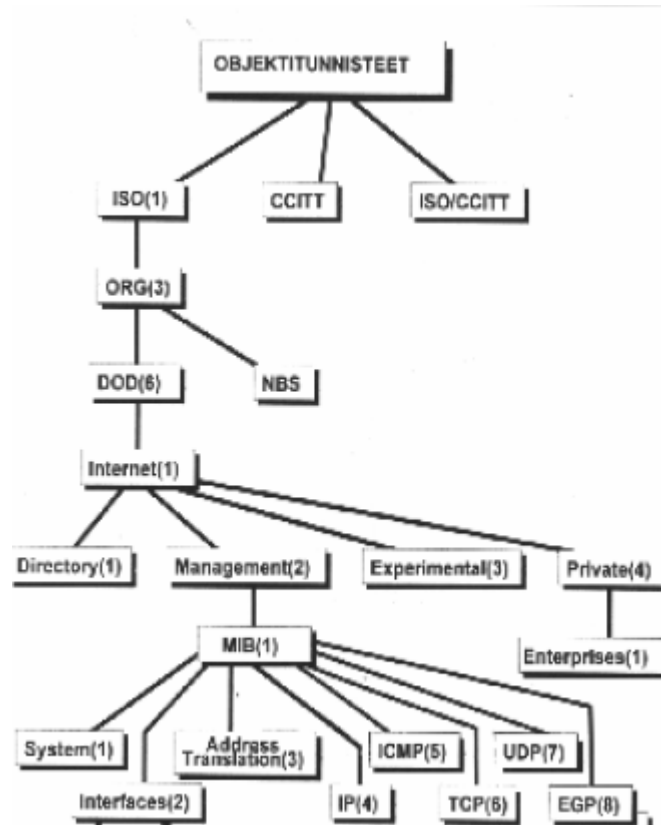 OBJEKTITUNNISTEET
ISO(1)
CCITT
ISO/CCITT
ORG(3)
DOD(6)
NBS
Internet(1)
Directory(1)
Management(2)
Experimental(3)
Private(4)
MIB(1)
Enterprises(1)
System(1)
Address
Translation(3)
ICMP(5)
UDP(7)
Interfaces(2)
IP(4)
TCP(6)
EGP(8)